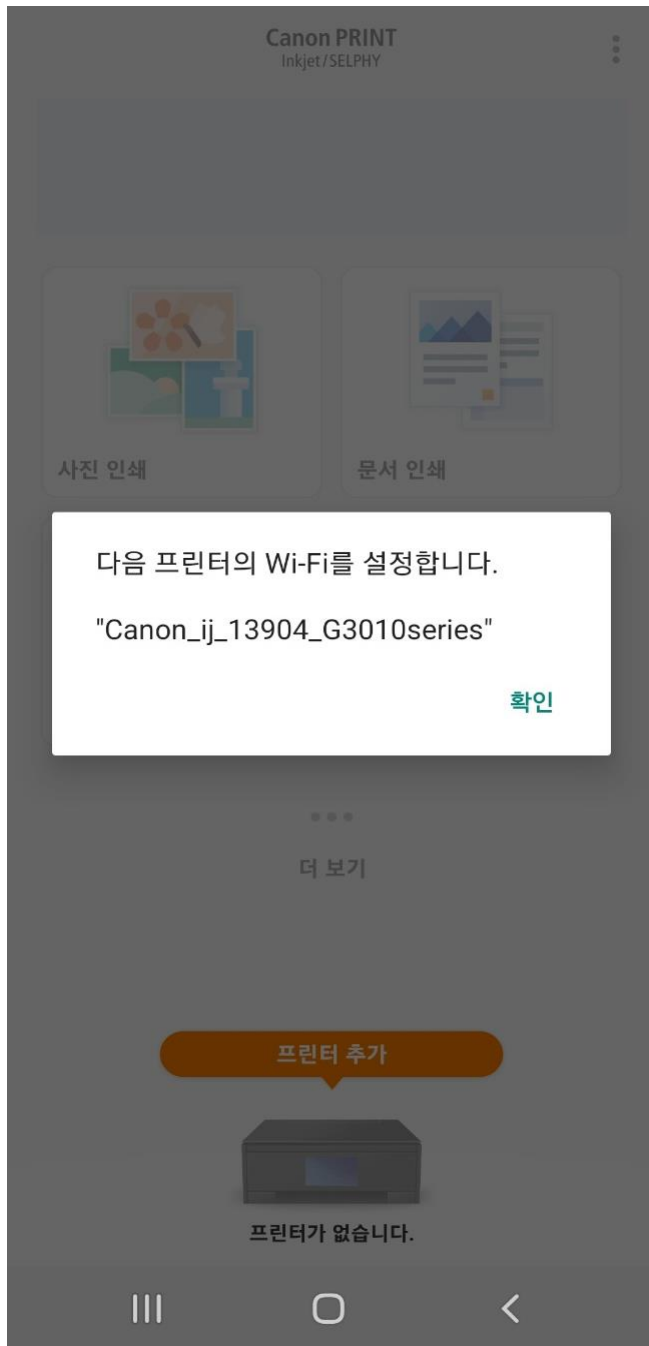 Canon PRINT
Inkjet/SELPHY
사진 인쇄
문서 인쇄
다음 프린터의 Wi-Fi를 설정합니다.
"Canon_ij_13904_G3010series"
확인
더 보기
프린터 추가
프린터가 없습니다.